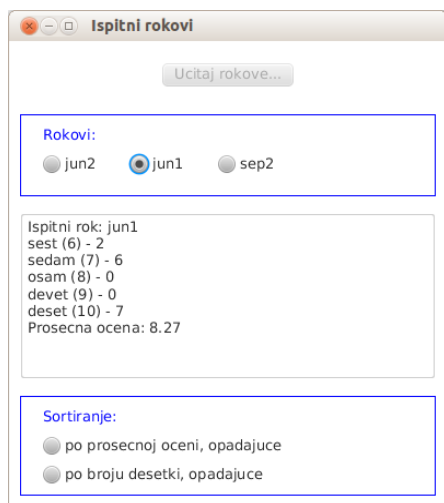 Ispitni rokovi
Ucitaj rokove...
Rokovi:
jun2 jun1 sep2
Ispitni rok: jun1
sest (6) - 2
sedam (7) - 6
osam (8) - 0
devet (9) - 0
deset (10) - 7
Prosecna ocena: 8.27
Sortiranje:
po prosecnoj oceni, opadajuce
po broju desetki, opadajuce